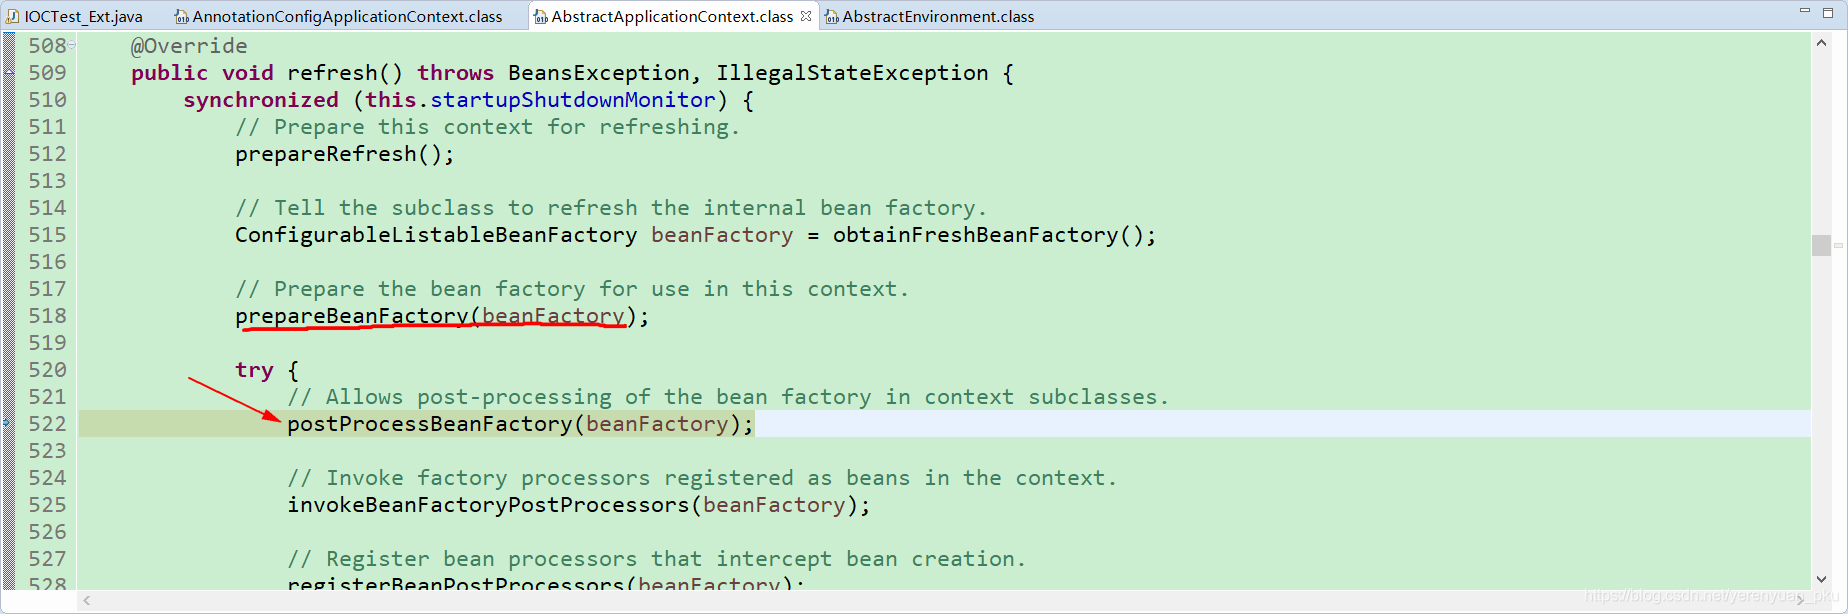 IOCTest_Ext.java AnnotationConfigApplicationContext.class AbstractApplicationContext.class AbstractEnvironment.class
508 @Override
509 public void refresh() throws BeansException, IllegalStateException {
510 synchronized (this.startupShutdownMonitor) {
511 // Prepare this context for refreshing.
512 prepareRefresh();
513
514 // Tell the subclass to refresh the internal bean factory.
515 ConfigurableListableBeanFactory beanFactory = obtainFreshBeanFactory();
516
517 // Prepare the bean factory for use in this context.
518 prepareBeanFactory(beanFactory);
519
520 try {
521 // Allows post-processing of the bean factory in context subclasses.
522 postProcessBeanFactory(beanFactory);
523
524 // Invoke factory processors registered as beans in the context.
525 invokeBeanFactoryPostProcessors(beanFactory);
526
527 // Register bean processors that intercept bean creation.
528 registerBeanPostProcessors(beanFactory);
https://blog.csdn.net/yerenyuan_pku